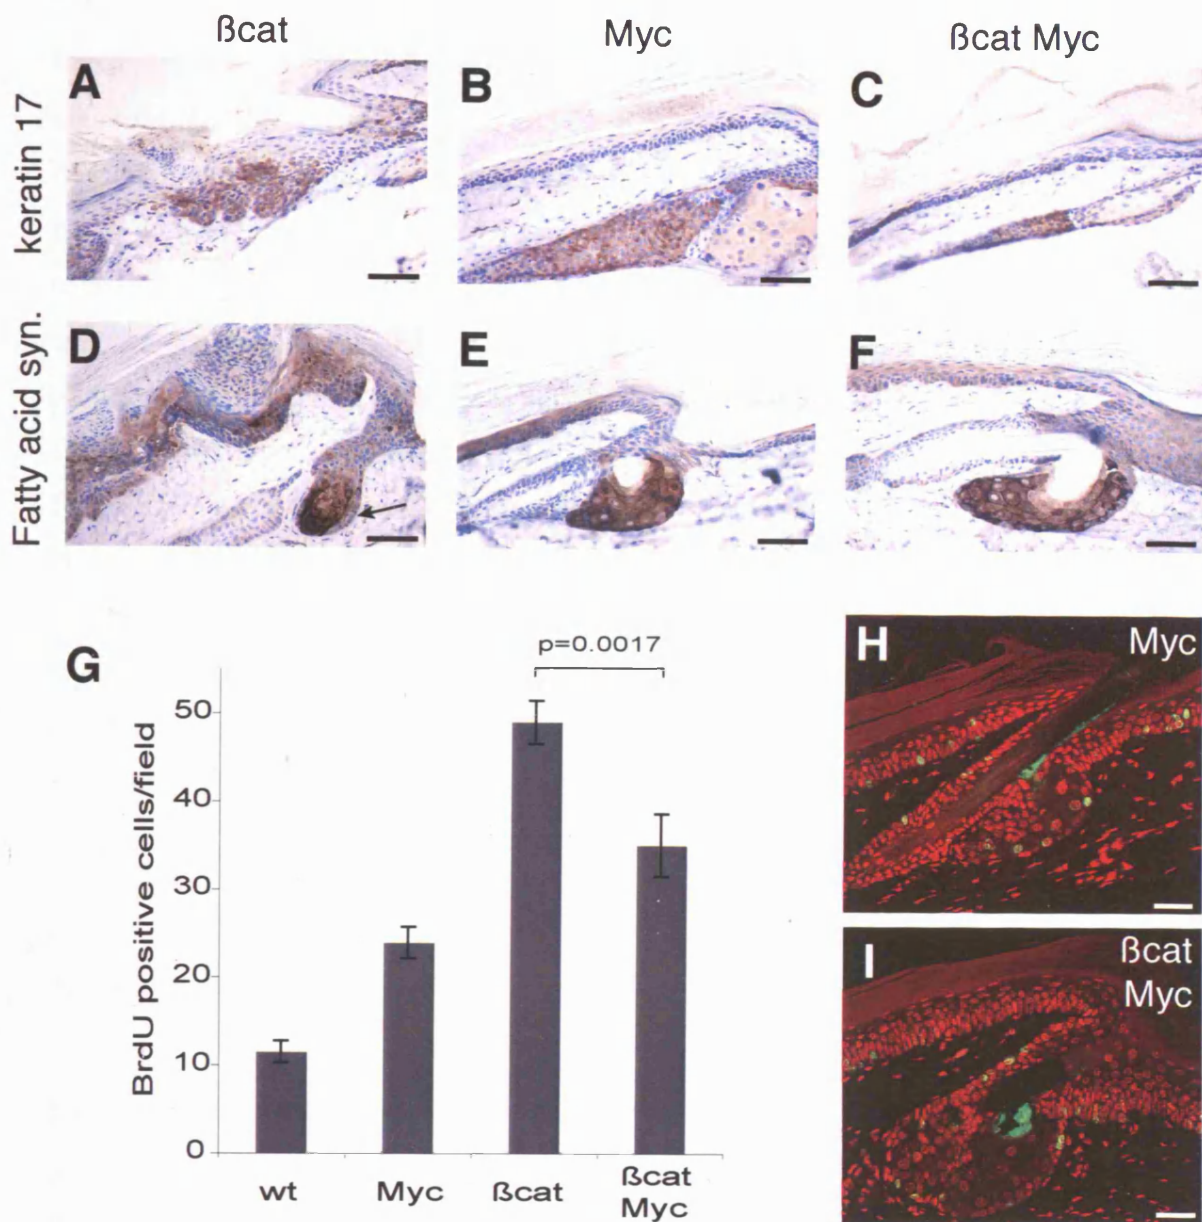 ßcat
Myc
ßcat Myc
keratin 17
A
B
C
Fatty acid syn.
D
E
F
G
p=0.0017
BrdU positive cells/field
50
40
30
20
10
0
wt
Myc
ßcat
ßcat
Myc
H
Myc
I
ßcat
Myc